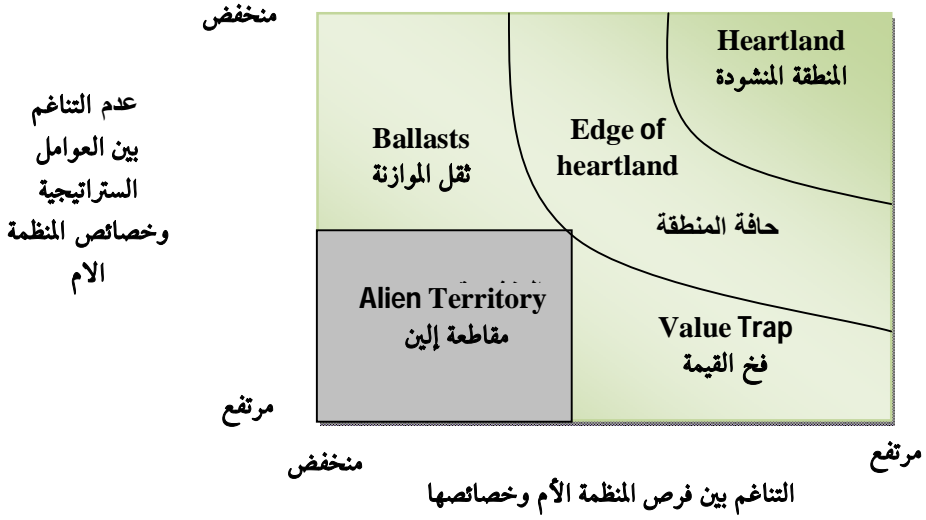 منخفض
Heartland
المنطقة المنشودة
عدم التناغم
بين العوامل
الستراتيجية
وخصائص المنظمة
الام
Edge of
heartland
Ballasts
ثقل الموازنة
حافة المنطقة
Alien Territory
مقاطعة إلين
Value Trap
فخ القيمة
مرتفع
منخفض
مرتفع
التناغم بين فرص المنظمة الأم وخصائصها